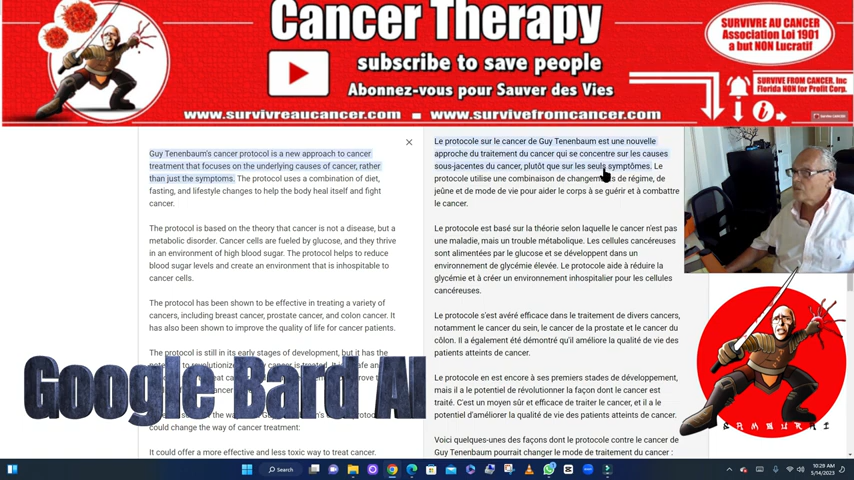 Cancer Therapy
subscribe to save people
Abonnez-vous pour Sauver des Vies
www.survivreaucancer.com www.survivefromcancer.com
SURVIVRE AU CANCER
Association Loi 1901
a but NON Lucratif
SURVIVE FROM CANCER. Inc
Florida NON for Profit Corp.
Guy Tenenbaum's cancer protocol is a new approach to cancer
treatment that focuses on the underlying causes of cancer, rather
than just the symptoms. The protocol uses a combination of diet,
fasting, and lifestyle changes to help the body heal itself and fight
cancer.
The protocol is based on the theory that cancer is not a disease, but a
metabolic disorder. Cancer cells are fueled by glucose, and they thrive
in an environment of high blood sugar. The protocol helps to reduce
blood sugar levels and create an environment that is inhospitable to
cancer cells.
The protocol has been shown to be effective in treating a variety of
cancers, including breast cancer, prostate cancer, and colon cancer. It
has also been shown to improve the quality of life for cancer patients.
The protocol is still in its early stages of development, but it has the
could change the way of cancer treatment:
It could offer a more effective and less toxic way to treat cancer.
Le protocole sur le cancer de Guy Tenenbaum est une nouvelle
approche du traitement du cancer qui se concentre sur les causes
sous-jacentes du cancer, plutôt que sur les seuls symptômes. Le
protocole utilise une combinaison de changements de régime, de
jeûne et de mode de vie pour aider le corps à se guérir et à combattre
le cancer.
Le protocole est basé sur la théorie selon laquelle le cancer n'est pas
une maladie, mais un trouble métabolique. Les cellules cancéreuses
sont alimentées par le glucose et se développent dans un
environnement de glycémie élevée. Le protocole aide à réduire la
glycémie et à créer un environnement inhospitalier pour les cellules
cancéreuses.
Le protocole s'est avéré efficace dans le traitement de divers cancers,
notamment le cancer du sein, le cancer de la prostate et le cancer du
côlon. Il a également été démontré qu'il améliore la qualité de vie des
patients atteints de cancer.
Le protocole en est encore à ses premiers stades de développement,
mais il a le potentiel de révolutionner la façon dont le cancer est
traité. C'est un moyen sûr et efficace de traiter le cancer, et il a le
potentiel d'améliorer la qualité de vie des patients atteints de cancer.
Voici quelques-unes des façons dont le protocole contre le cancer de
Guy Tenenbaum pourrait changer le mode de traitement du cancer :
Google Bard AI
SAMOURAI
Search
10:29 AM
5/14/2023